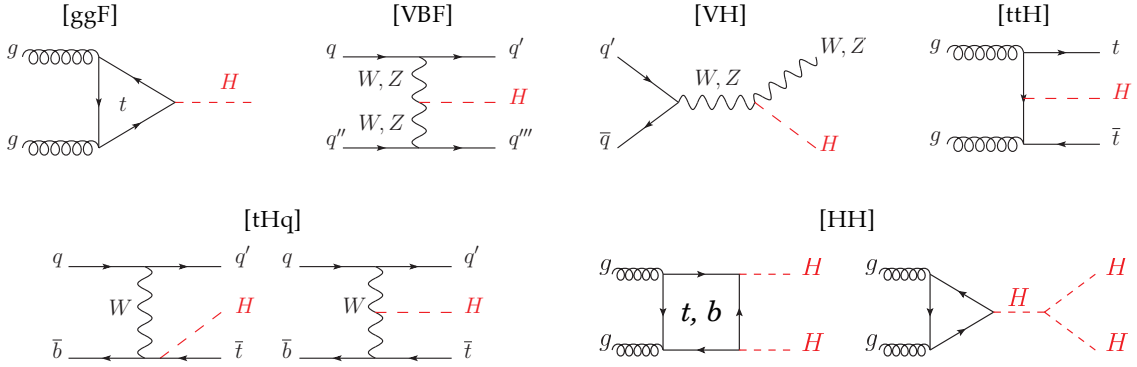 [ggF] [VBF] [VH] [ttH]
g t H g
q W, Z q′ H W, Z q″ q‴
q′ W, Z W, Z q̅ H
g t H g t̅
[tHq] [HH]
q q′ W H b̅ t̅
q q′ W H b̅ t̅
g H t, b g H
g H H g H